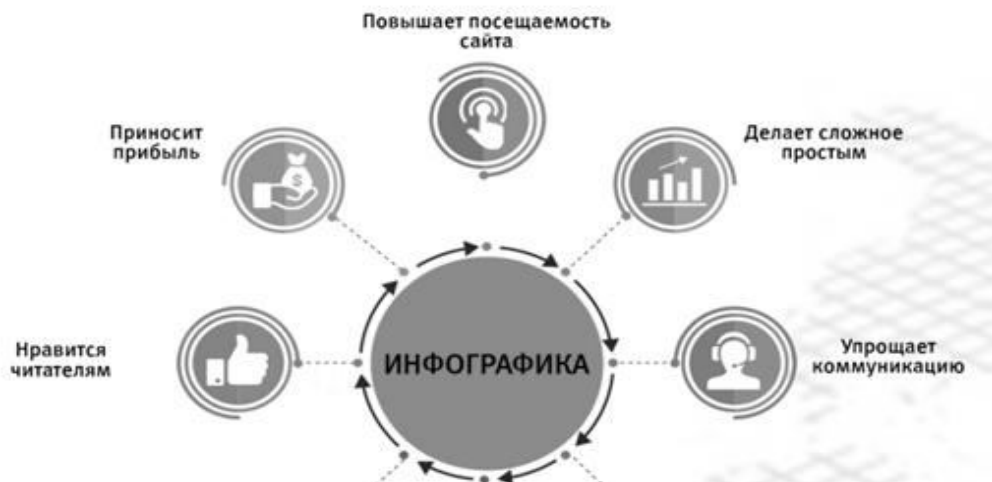 Повышает посещаемость
сайта
Приносит
прибыль
Делает сложное
простым
Нравится
читателям
ИНФОГРАФИКА
Упрощает
коммуникацию
$